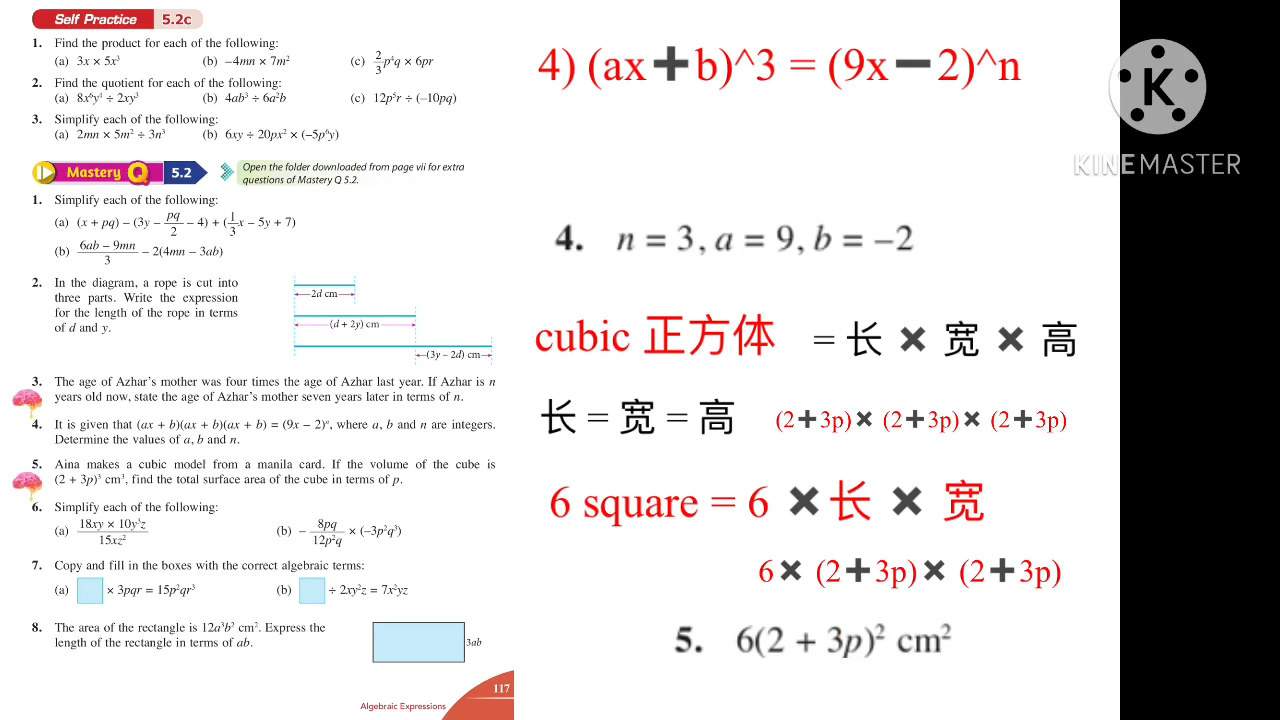 Self Practice 5.2c
1. Find the product for each of the following:
(a) 3x × 5x³ (b) –4mn × 7m² (c) 2/3 p⁴q × 6pr
2. Find the quotient for each of the following:
(a) 8x⁶y⁴ ÷ 2xy³ (b) 4ab³ ÷ 6a²b (c) 12p⁵r ÷ (–10pq)
3. Simplify each of the following:
(a) 2mn × 5m² ÷ 3n³ (b) 6xy ÷ 20px² × (–5p⁶y)
Mastery Q 5.2
Open the folder downloaded from page vii for extra
questions of Mastery Q 5.2.
1. Simplify each of the following:
(a) (x + pq) – (3y – pq/2 – 4) + (1/3 x – 5y + 7)
(b) (6ab – 9mn)/3 – 2(4mn – 3ab)
2. In the diagram, a rope is cut into
three parts. Write the expression
for the length of the rope in terms
of d and y.
2d cm
(d + 2y) cm
(3y – 2d) cm
3. The age of Azhar’s mother was four times the age of Azhar last year. If Azhar is n
years old now, state the age of Azhar’s mother seven years later in terms of n.
4. It is given that (ax + b)(ax + b)(ax + b) = (9x – 2)ⁿ, where a, b and n are integers.
Determine the values of a, b and n.
5. Aina makes a cubic model from a manila card. If the volume of the cube is
(2 + 3p)³ cm³, find the total surface area of the cube in terms of p.
6. Simplify each of the following:
(a) 18xy × 10y³z/15xz² (b) – 8pq/12p²q × (–3p²q³)
7. Copy and fill in the boxes with the correct algebraic terms:
(a) × 3pqr = 15p²qr³ (b) ÷ 2xy²z = 7x²yz
8. The area of the rectangle is 12a³b² cm². Express the
length of the rectangle in terms of ab.
3ab
117
Algebraic Expressions
4) (ax➕b)^3 = (9x➖2)^n
4. n = 3, a = 9, b = –2
cubic 正方体 = 长 ✖ 宽 ✖ 高
长 = 宽 = 高 (2➕3p)✖ (2➕3p)✖ (2➕3p)
6 square = 6 ✖长 ✖ 宽
6✖ (2➕3p)✖ (2➕3p)
5. 6(2 + 3p)² cm²
K
KINEMASTER